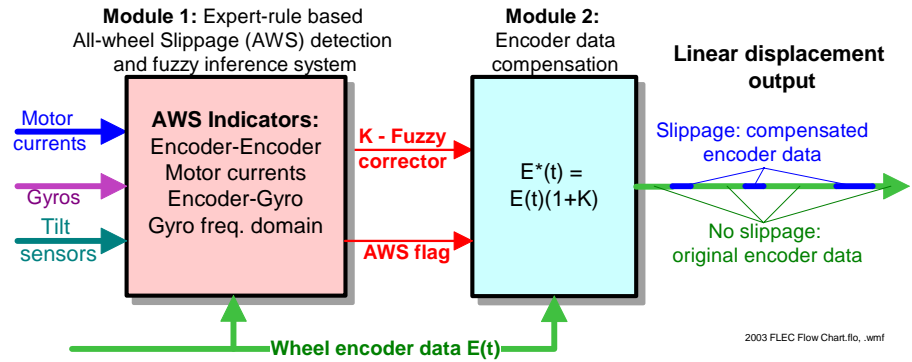 Module 1: Expert-rule based
All-wheel Slippage (AWS) detection
and fuzzy inference system
Module 2:
Encoder data
compensation
Linear displacement
output
Motor
currents
Gyros
Tilt
sensors
AWS Indicators:
Encoder-Encoder
Motor currents
Encoder-Gyro
Gyro freq. domain
K - Fuzzy
corrector
AWS flag
E*(t) =
E(t)(1+K)
Slippage: compensated
encoder data
No slippage:
original encoder data
Wheel encoder data E(t)
2003 FLEC Flow Chart.flo, .wmf